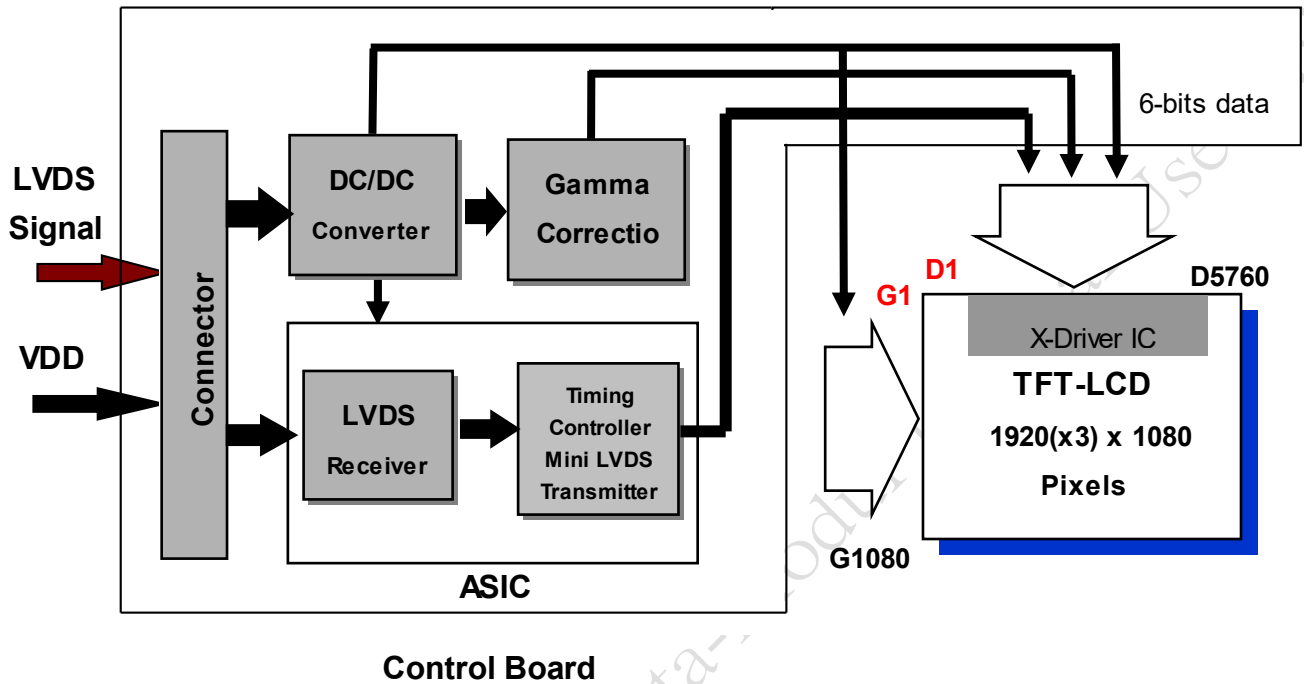 6-bits data
LVDS
Signal
VDD
Connector
DC/DC
Converter
Gamma
Correctio
LVDS
Receiver
Timing
Controller
Mini LVDS
Transmitter
ASIC
Control Board
G1
D1
D5760
G1080
X-Driver IC
TFT-LCD
1920(x3) x 1080
Pixels